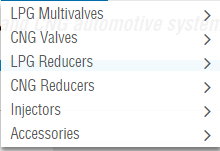 LPG Multivalves
CNG Valves
LPG Reducers
CNG Reducers
Injectors
Accessories